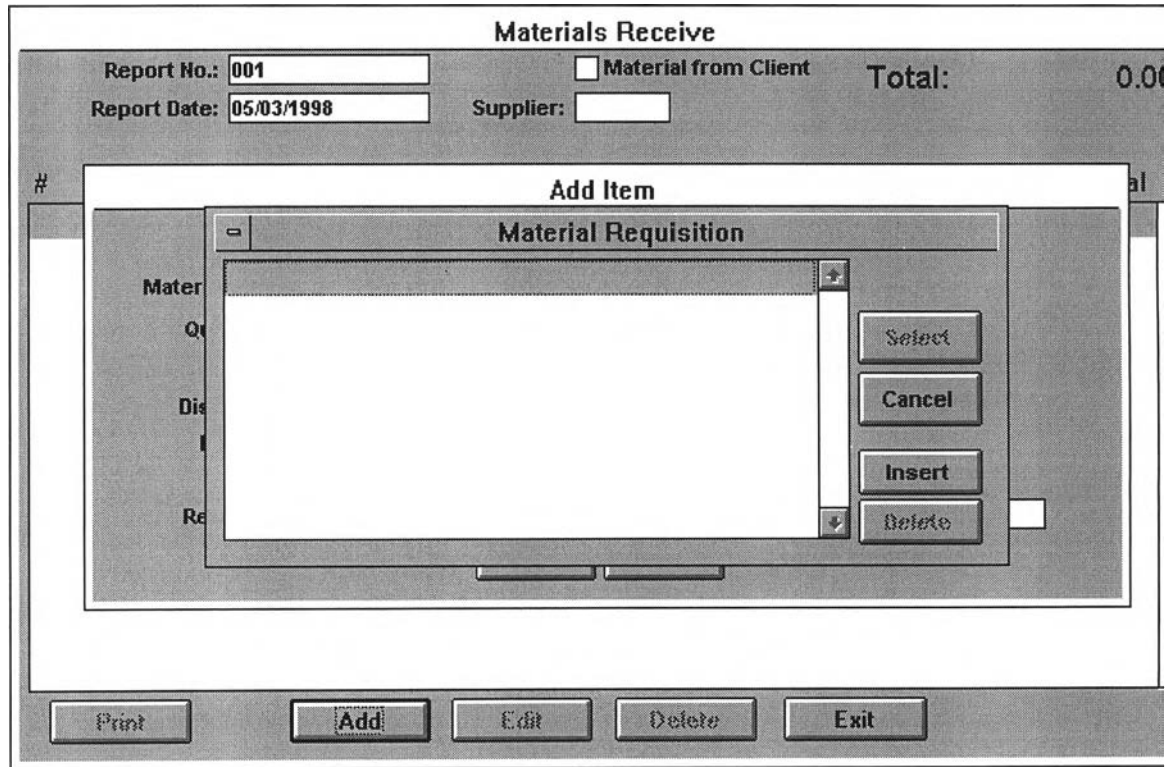 Materials Receive
Report No.: 001 Material from Client Total: 0.00
Report Date: 05/03/1998 Supplier:
# Add Item al
Material Requisition
Mater
Qu
Select
Dis
Cancel
Insert
Re
Delete
Print Add Edit Delete Exit